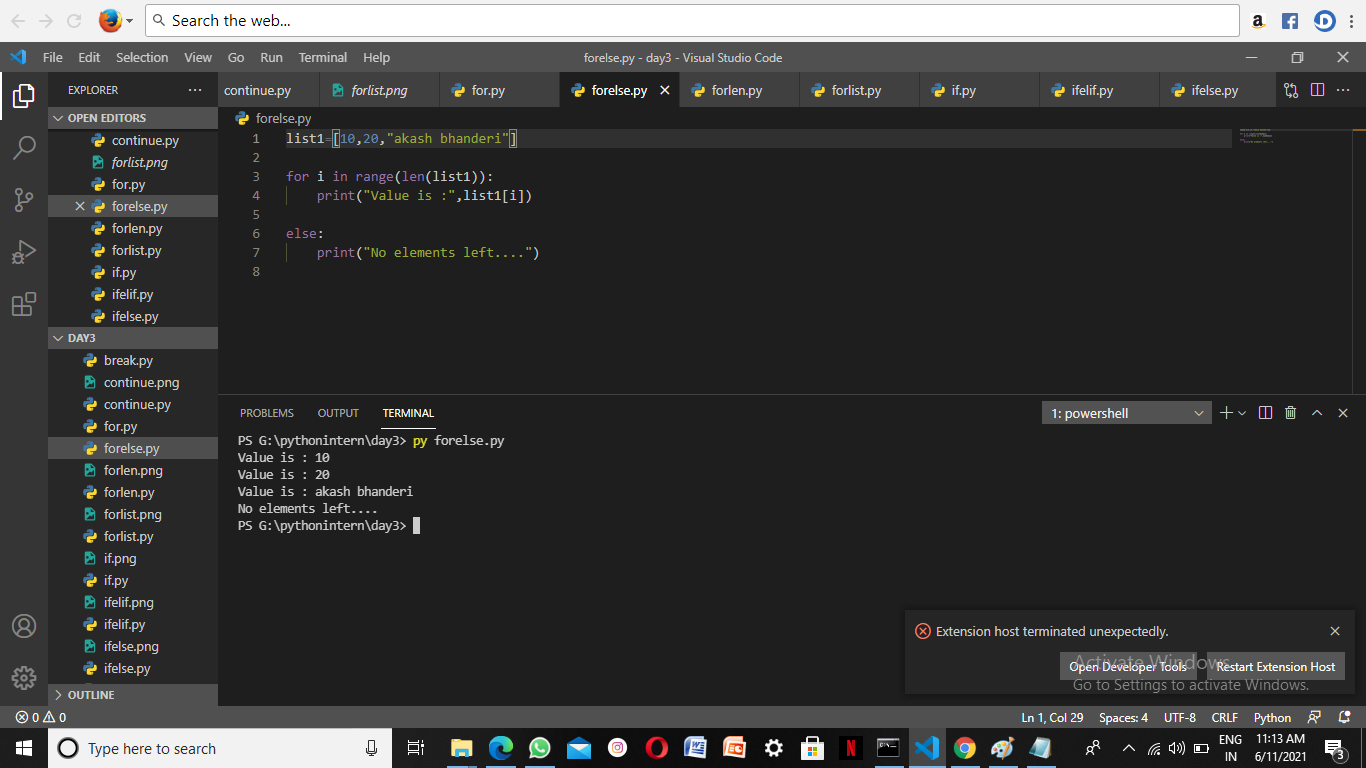 Search the web...
a
File Edit Selection View Go Run Terminal Help
forelse.py - day3 - Visual Studio Code
EXPLORER
continue.py
forlist.png
for.py
forelse.py
forlen.py
forlist.py
if.py
ifelif.py
ifelse.py
OPEN EDITORS
continue.py
forlist.png
for.py
forelse.py
forlen.py
forlist.py
if.py
ifelif.py
ifelse.py
DAY3
break.py
continue.png
continue.py
for.py
forelse.py
forlen.png
forlen.py
forlist.png
forlist.py
if.png
if.py
ifelif.png
ifelif.py
ifelse.png
ifelse.py
OUTLINE
forelse.py
1 list1=[10,20,"akash bhanderi"]
2
3 for i in range(len(list1)):
4 print("Value is :",list1[i])
5
6 else:
7 print("No elements left....")
8
PROBLEMS OUTPUT TERMINAL
1: powershell
PS G:\pythonintern\day3> py forelse.py
Value is : 10
Value is : 20
Value is : akash bhanderi
No elements left....
PS G:\pythonintern\day3>
Extension host terminated unexpectedly.
Open Developer Tools
Restart Extension Host
Activate Windows
Go to Settings to activate Windows.
0 0
Ln 1, Col 29 Spaces: 4 UTF-8 CRLF Python
Type here to search
ENG
IN
11:13 AM
6/11/2021
3